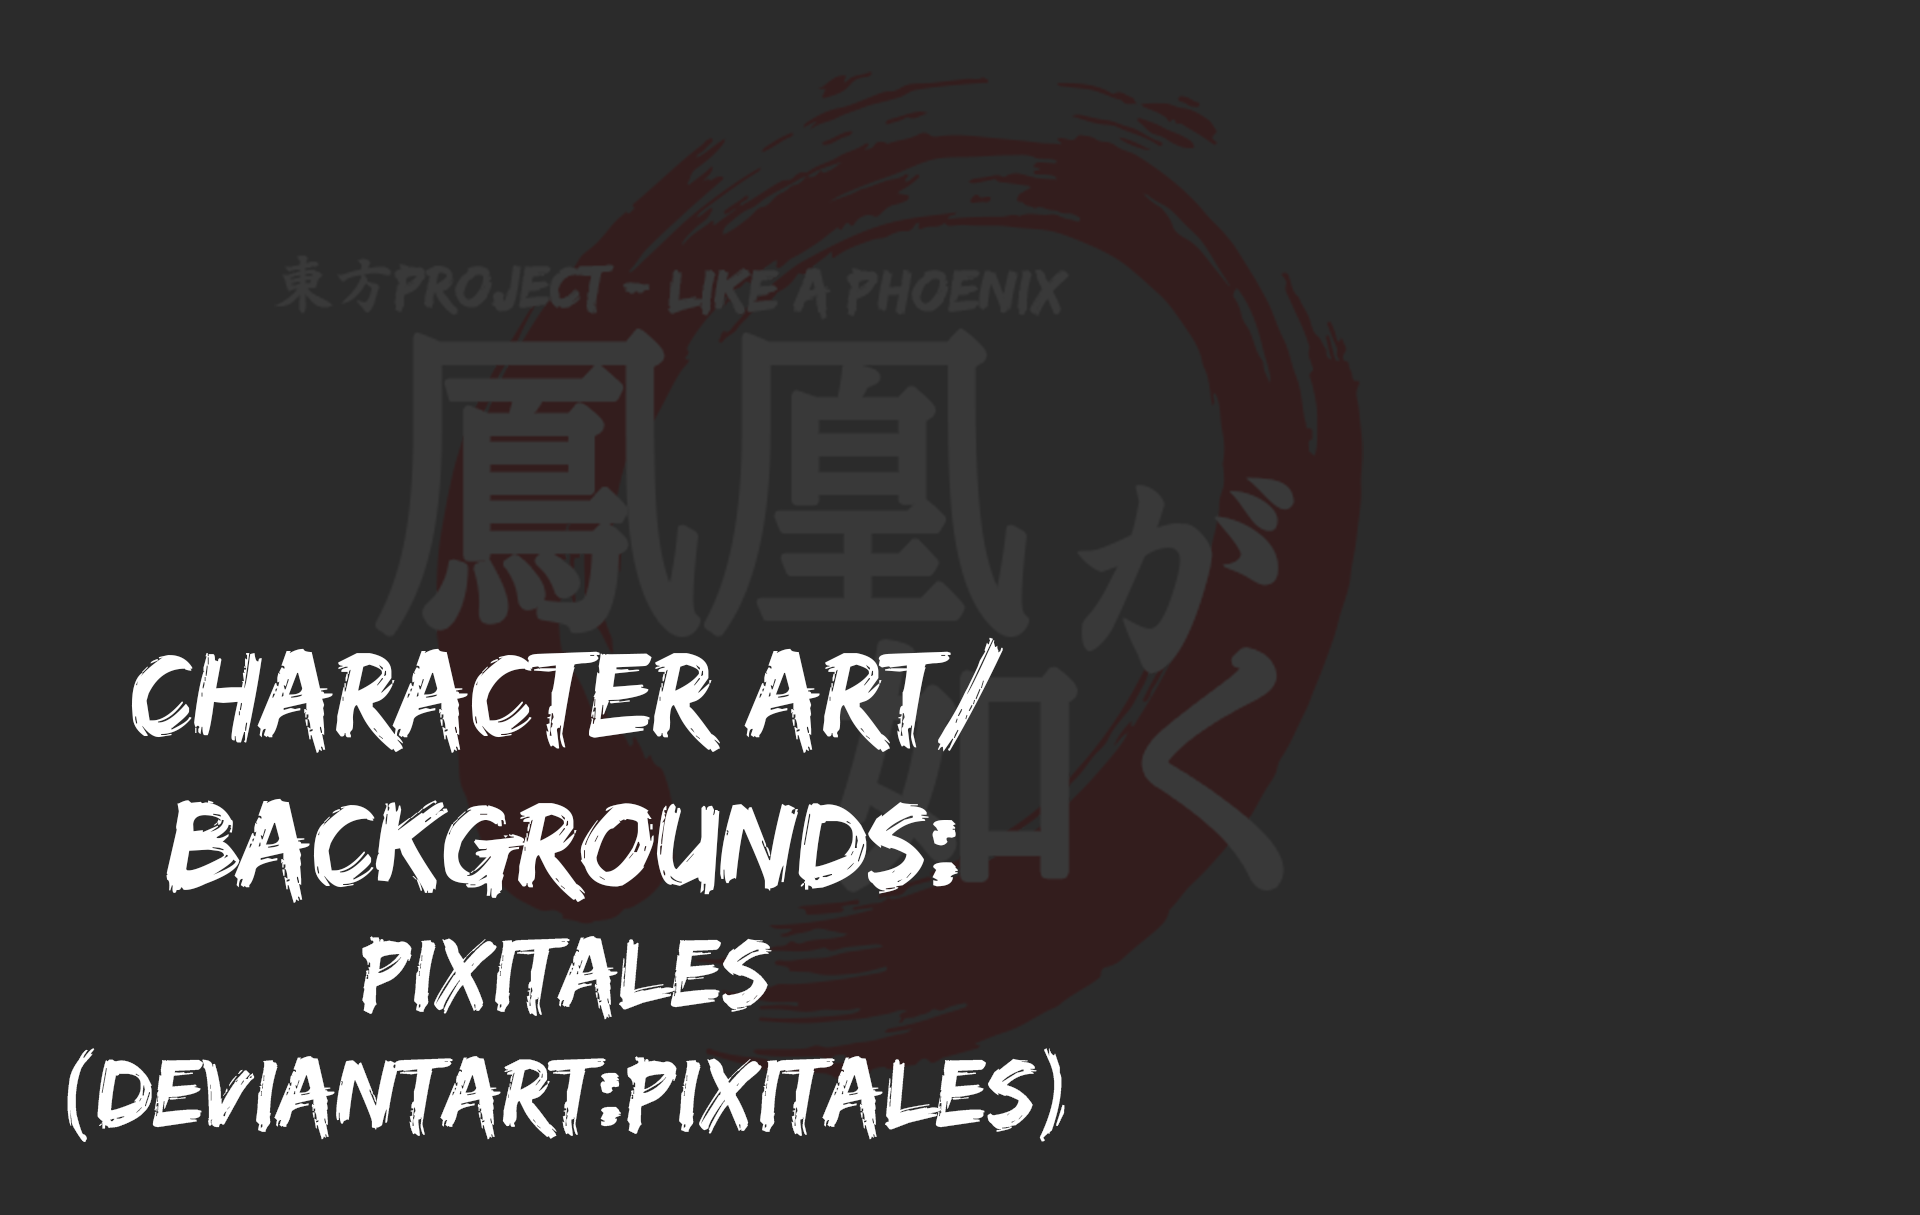 東方PROJECT - LIKE A PHOENIX
鳳凰が
如く
CHARACTER ART/
BACKGROUNDS:
PIXITALES
(DEVIANTART:PIXITALES)